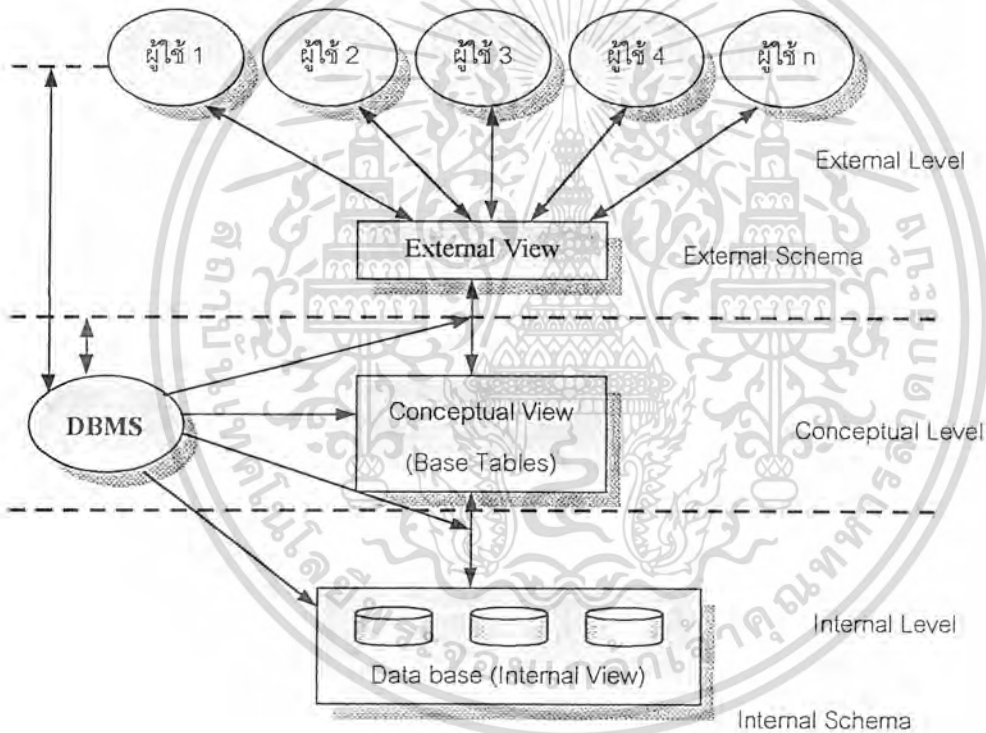 ผู้ใช้ 1
ผู้ใช้ 2
ผู้ใช้ 3
ผู้ใช้ 4
ผู้ใช้ n
External Level
External View
External Schema
DBMS
Conceptual View
(Base Tables)
Conceptual Level
Internal Level
Data base (Internal View)
Internal Schema